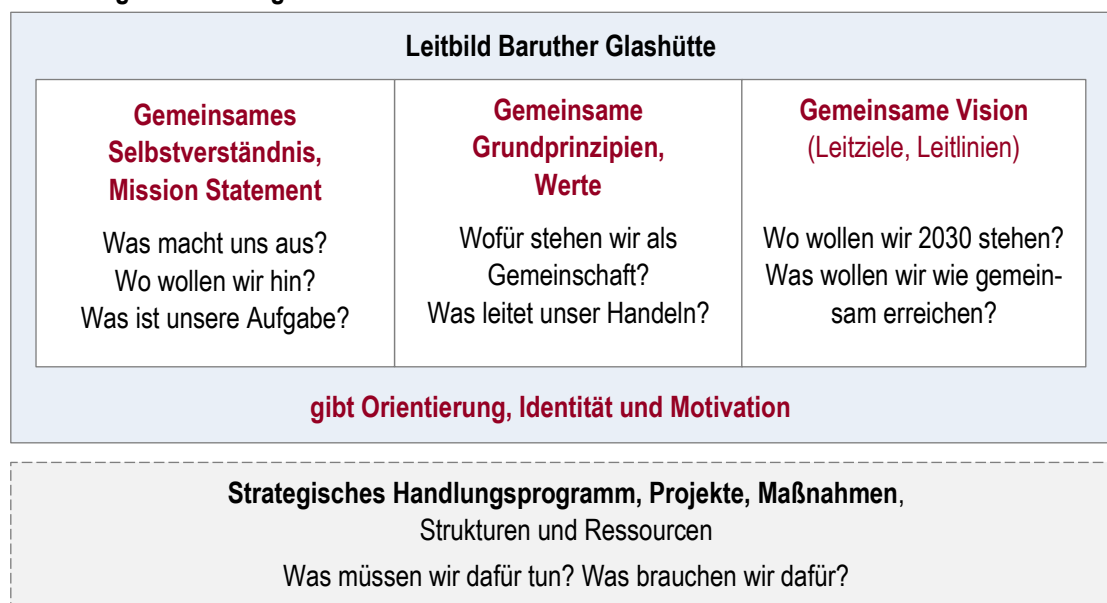 Leitbild Baruther Glashütte
Gemeinsames
Selbstverständnis,
Mission Statement
Was macht uns aus?
Wo wollen wir hin?
Was ist unsere Aufgabe?
Gemeinsame
Grundprinzipien,
Werte
Wofür stehen wir als
Gemeinschaft?
Was leitet unser Handeln?
Gemeinsame Vision
(Leitziele, Leitlinien)
Wo wollen wir 2030 stehen?
Was wollen wir wie gemein-
sam erreichen?
gibt Orientierung, Identität und Motivation
Strategisches Handlungsprogramm, Projekte, Maßnahmen,
Strukturen und Ressourcen
Was müssen wir dafür tun? Was brauchen wir dafür?